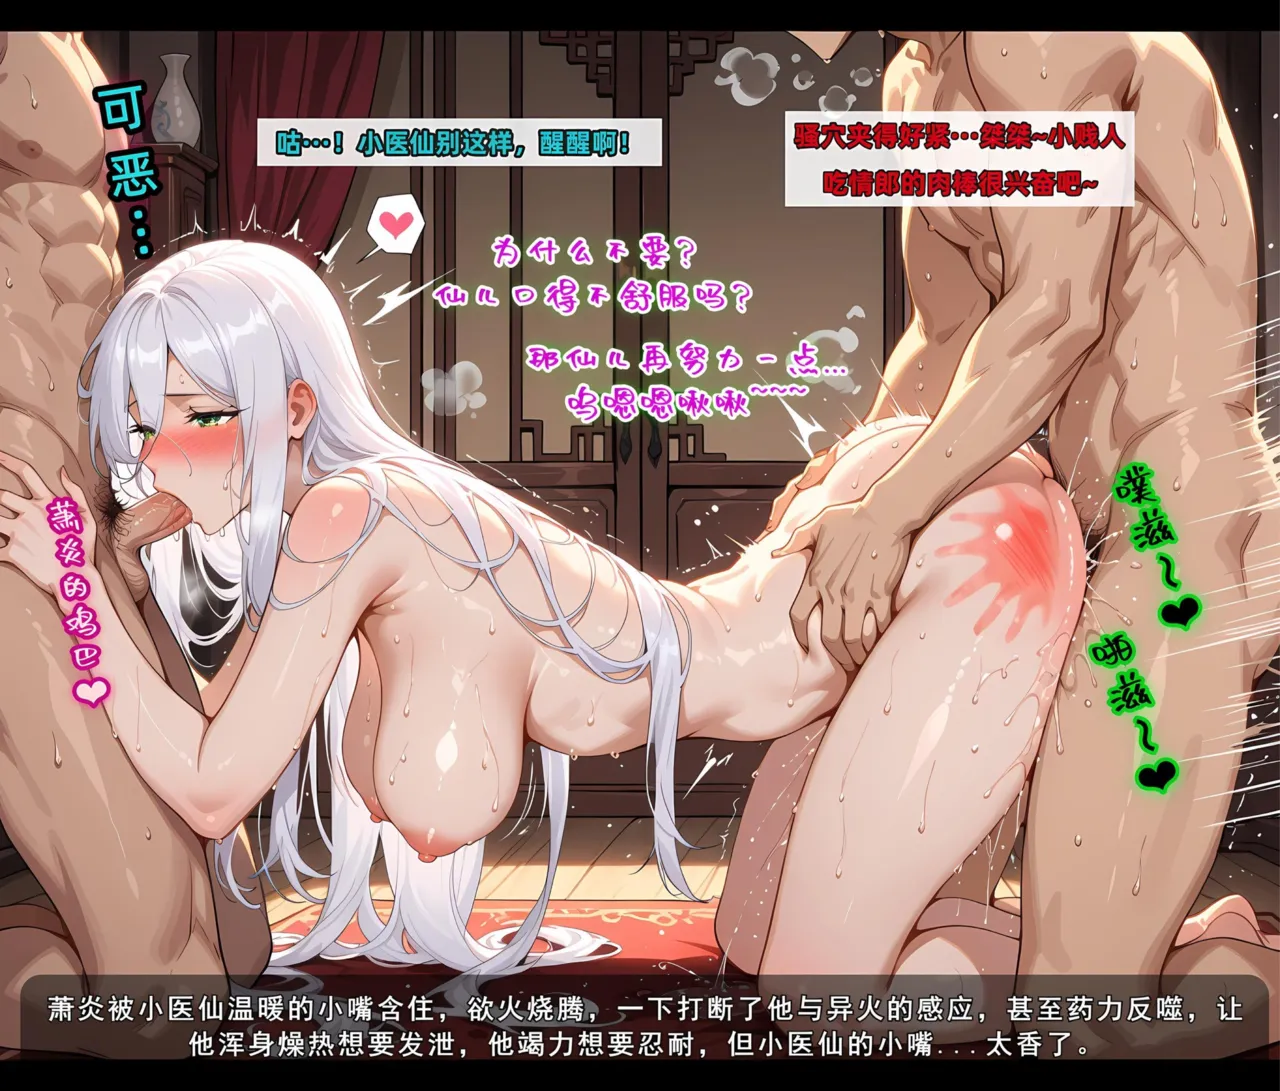 可恶…
咕…！小医仙别这样，醒醒啊！
骚穴夹得好紧…桀桀~小贱人
吃情郎的肉棒很兴奋吧~
为什么不要？
仙儿口得不舒服吗？
那仙儿再努力一点...
呜嗯嗯啾啾~~~
萧炎的鸡巴♥
噗滋~♥
啪滋~♥
萧炎被小医仙温暖的小嘴含住，欲火烧腾，一下打断了他与异火的感应，甚至药力反噬，让
他浑身燥热想要发泄，他竭力想要忍耐，但小医仙的小嘴...太香了。